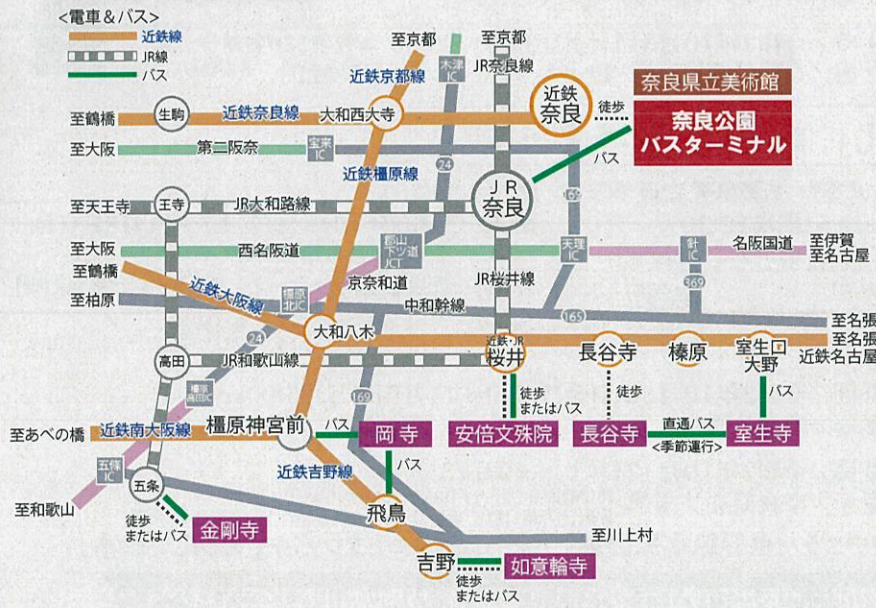 <電車&バス>
近鉄線
JR線
バス
至京都
至京都
近鉄京都線
木津
IC
JR奈良線
近鉄
奈良
徒歩
奈良県立美術館
奈良公園
バスターミナル
バス
至鶴橋
生駒
近鉄奈良線
大和西大寺
至大阪
第二阪奈
宝来
IC
24
169
近鉄橿原線
JR
奈良
至天王寺
王寺
JR大和路線
至大阪
西名阪道
郡山
下ツ道
JCT
天理
IC
針
IC
名阪国道
至伊賀
至名古屋
至鶴橋
近鉄大阪線
京奈和道
JR桜井線
至柏原
橿原
北IC
中和幹線
369
165
至名張
24
大和八木
近鉄・JR
桜井
長谷寺
榛原
室生口
大野
至名張
近鉄名古屋
高田
JR和歌山線
橿原
高田IC
169
徒歩
またはバス
徒歩
バス
至あべの橋
近鉄南大阪線
橿原神宮前
バス
岡寺
安倍文殊院
長谷寺
直通バス
<季節運行>
室生寺
五條
IC
近鉄吉野線
バス
五条
至和歌山
徒歩
またはバス
金剛寺
飛鳥
至川上村
吉野
徒歩
またはバス
如意輪寺